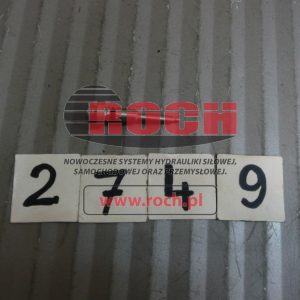 ROCH
NOWOCZESNE SYSTEMY HYDRAULIKI SIŁOWEJ,
SAMOCHODOWEJ ORAZ PRZEMYSŁOWEJ.
2 7 4 9
www.roch.pl